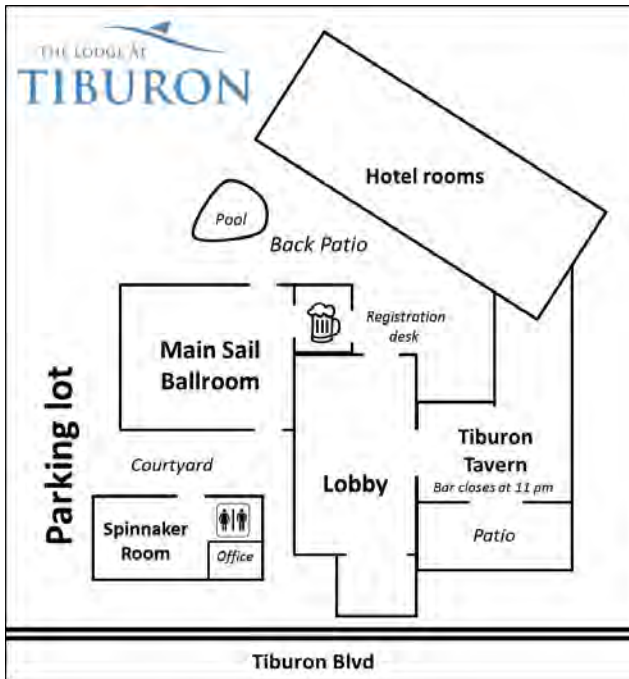 THE LODGE AT
TIBURON
Hotel rooms
Pool
Back Patio
Registration
desk
Main Sail
Ballroom
Parking lot
Tiburon
Tavern
Bar closes at 11 pm
Courtyard
Lobby
Spinnaker
Room
Office
Patio
Tiburon Blvd